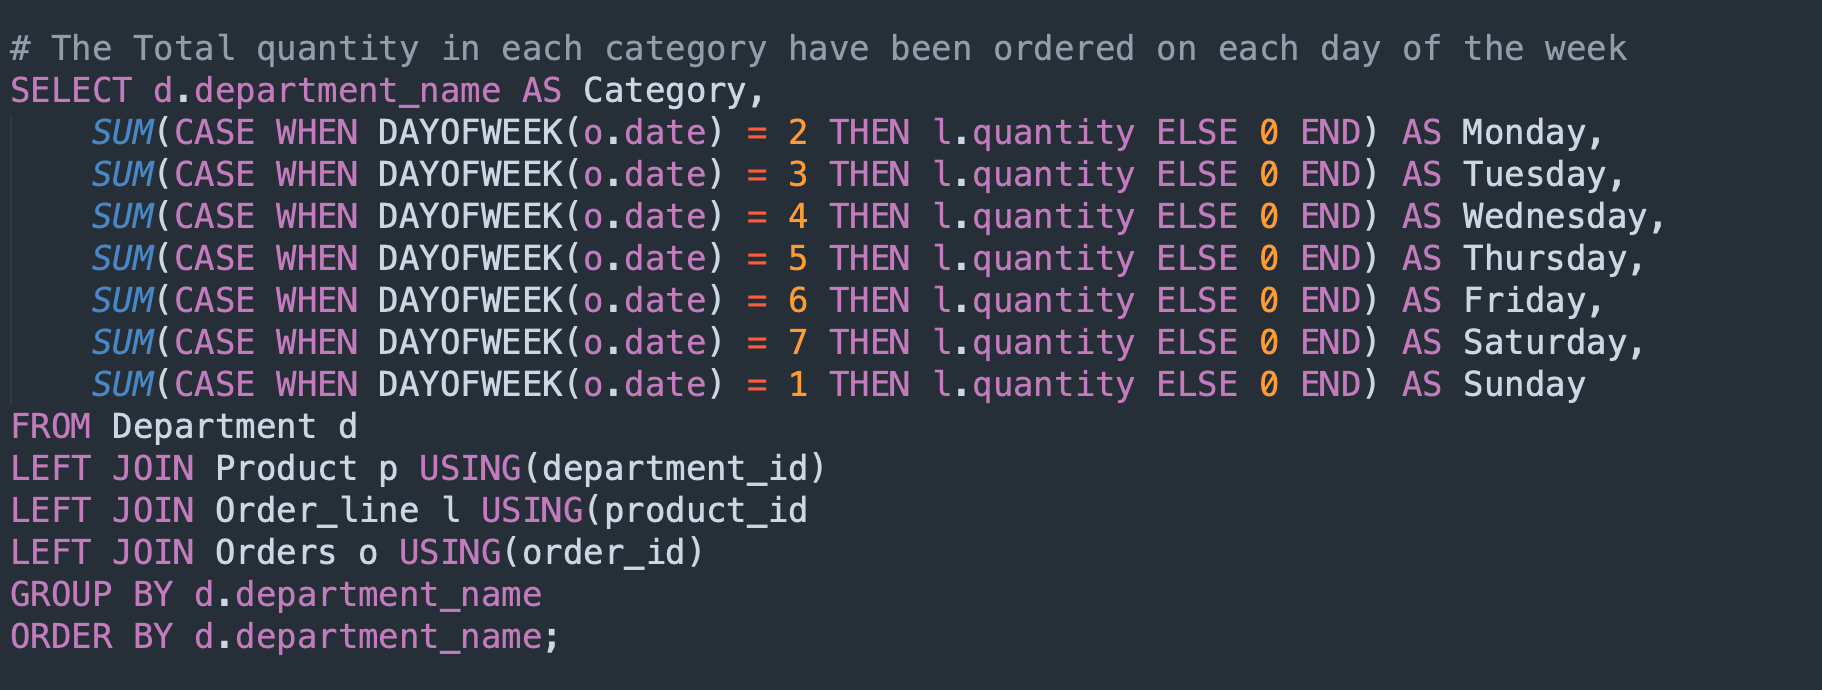 # The Total quantity in each category have been ordered on each day of the week
SELECT d.department_name AS Category,
    SUM(CASE WHEN DAYOFWEEK(o.date) = 2 THEN l.quantity ELSE 0 END) AS Monday,
    SUM(CASE WHEN DAYOFWEEK(o.date) = 3 THEN l.quantity ELSE 0 END) AS Tuesday,
    SUM(CASE WHEN DAYOFWEEK(o.date) = 4 THEN l.quantity ELSE 0 END) AS Wednesday,
    SUM(CASE WHEN DAYOFWEEK(o.date) = 5 THEN l.quantity ELSE 0 END) AS Thursday,
    SUM(CASE WHEN DAYOFWEEK(o.date) = 6 THEN l.quantity ELSE 0 END) AS Friday,
    SUM(CASE WHEN DAYOFWEEK(o.date) = 7 THEN l.quantity ELSE 0 END) AS Saturday,
    SUM(CASE WHEN DAYOFWEEK(o.date) = 1 THEN l.quantity ELSE 0 END) AS Sunday
FROM Department d
LEFT JOIN Product p USING(department_id)
LEFT JOIN Order_line l USING(product_id
LEFT JOIN Orders o USING(order_id)
GROUP BY d.department_name
ORDER BY d.department_name;